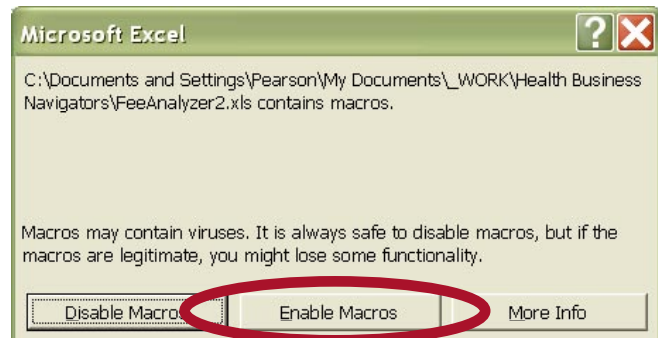 Microsoft Excel
C:\Documents and Settings\Pearson\My Documents\_WORK\Health Business
Navigators\FeeAnalyzer2.xls contains macros.
Macros may contain viruses. It is always safe to disable macros, but if the
macros are legitimate, you might lose some functionality.
Disable Macros Enable Macros More Info